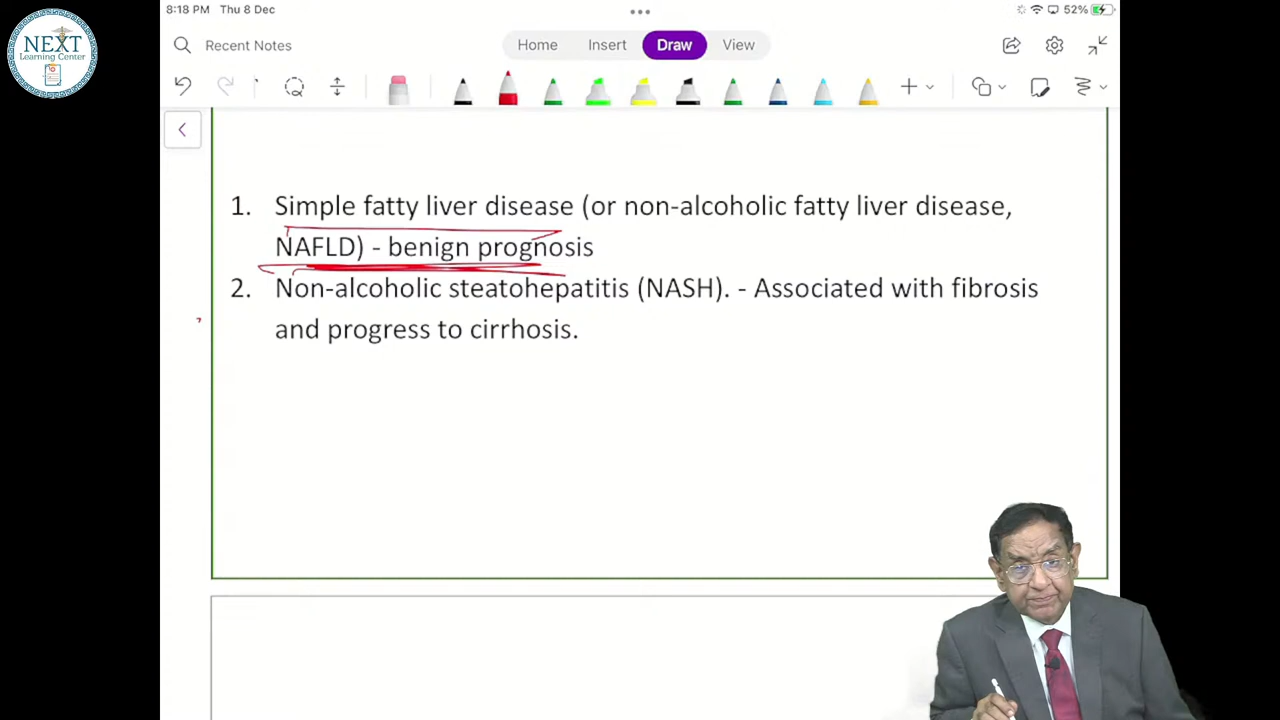 8:18 PM Thu 8 Dec
52%
NEXT
Learning Center
Recent Notes
Home Insert Draw View
1. Simple fatty liver disease (or non-alcoholic fatty liver disease,
NAFLD) - benign prognosis
2. Non-alcoholic steatohepatitis (NASH). - Associated with fibrosis
and progress to cirrhosis.